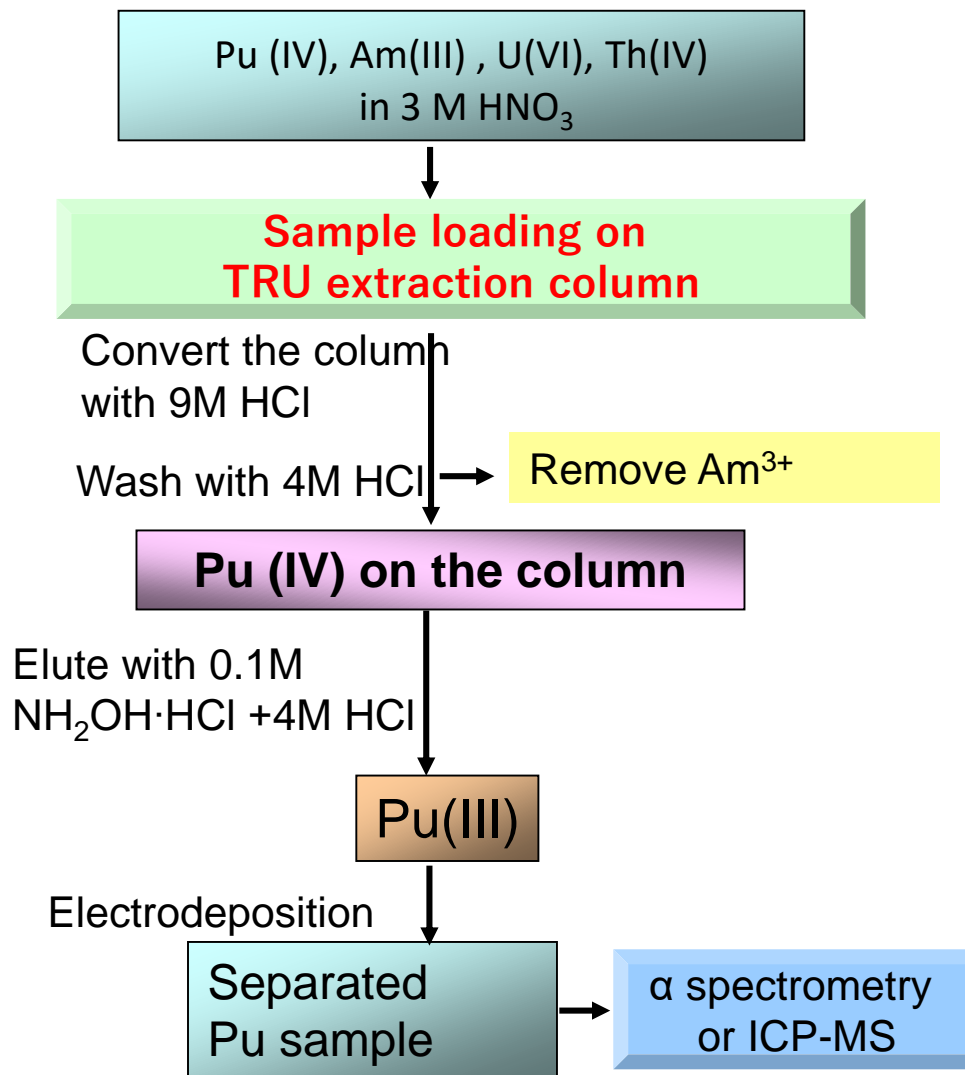 Pu (IV), Am(III) , U(VI), Th(IV)
in 3 M HNO₃
Sample loading on
TRU extraction column
Convert the column
with 9M HCl
Wash with 4M HCl
Remove Am³⁺
Pu (IV) on the column
Elute with 0.1M
NH₂OH·HCl +4M HCl
Pu(III)
Electrodeposition
Separated
Pu sample
α spectrometry
or ICP-MS